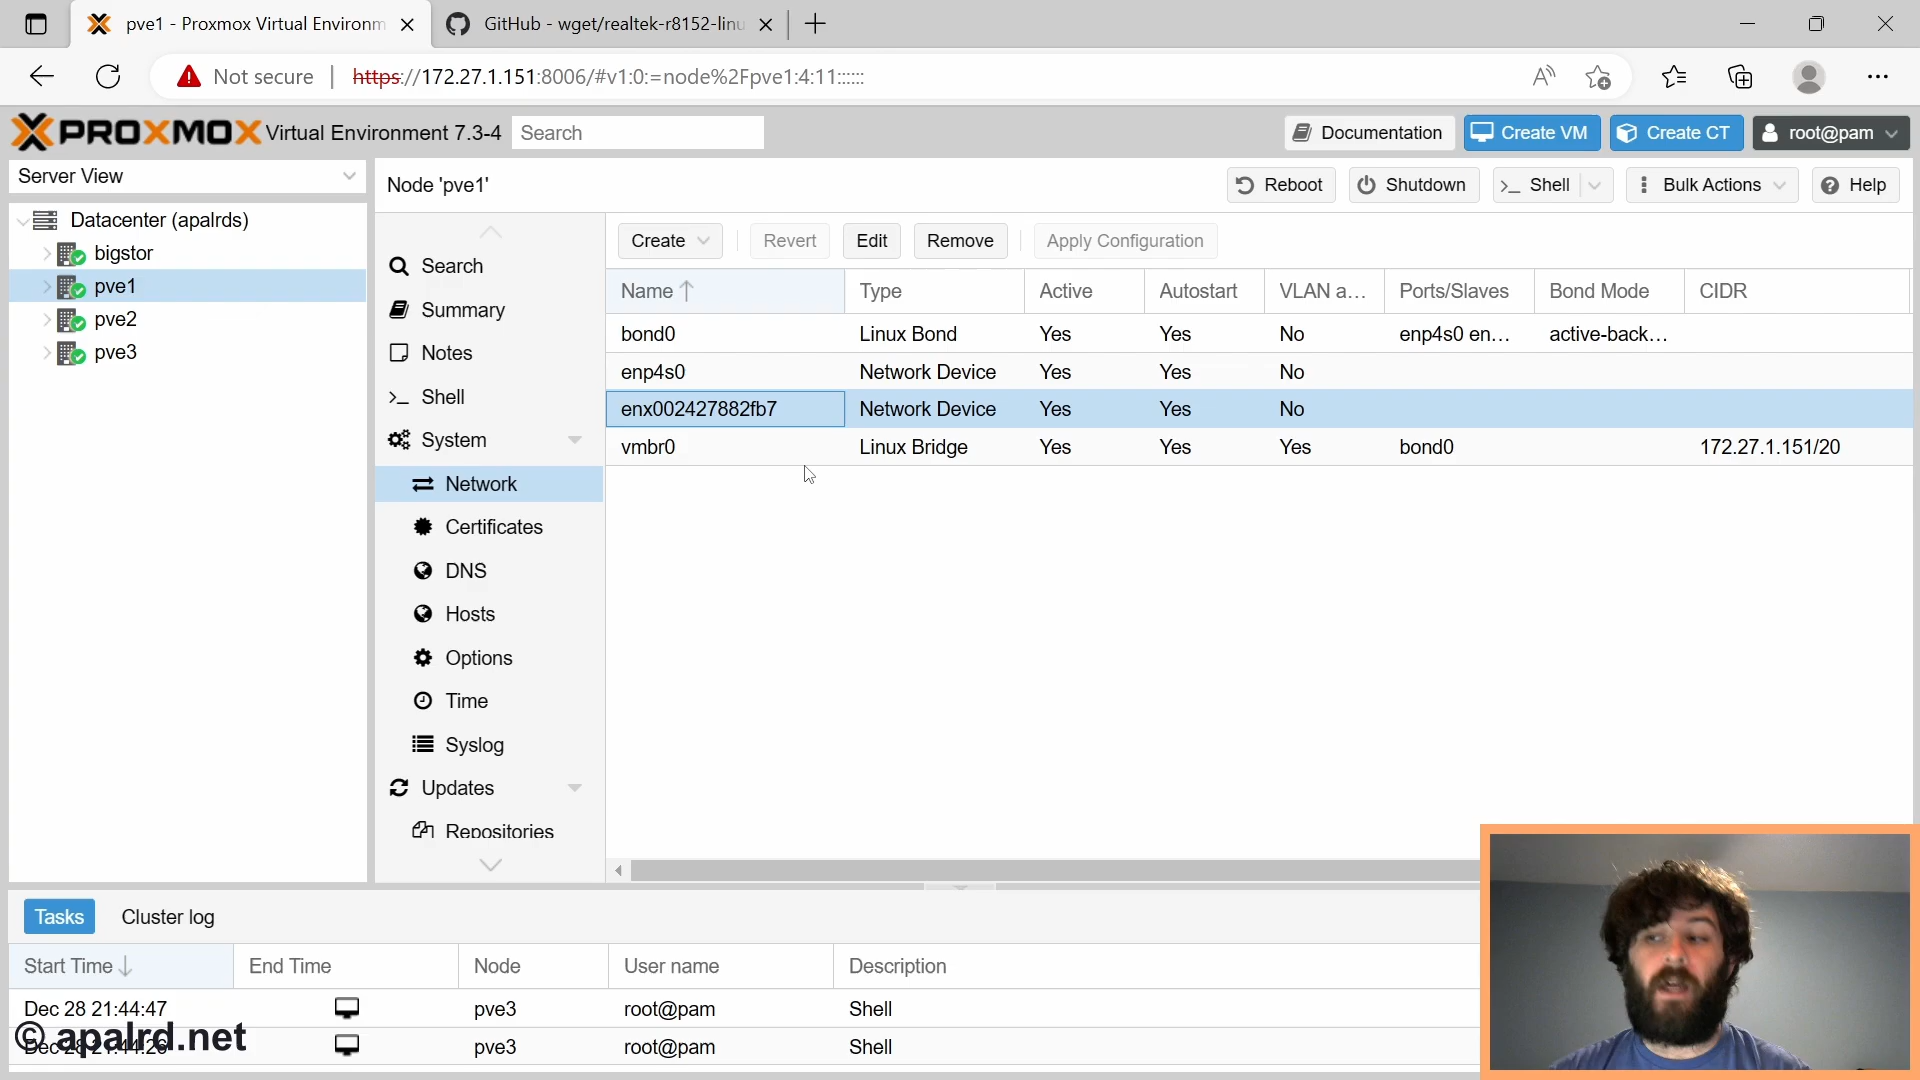 pve1 - Proxmox Virtual Environm
GitHub - wget/realtek-r8152-linu
Not secure
https://172.27.1.151:8006/#v1:0:=node%2Fpve1:4:11::::::
PROXMOX Virtual Environment 7.3-4
Search
Documentation
Create VM
Create CT
root@pam
Server View
Node 'pve1'
Reboot
Shutdown
Shell
Bulk Actions
Help
Datacenter (apalrds)
bigstor
pve1
pve2
pve3
Search
Summary
Notes
Shell
System
Network
Certificates
DNS
Hosts
Options
Time
Syslog
Updates
Repositories
Create
Revert
Edit
Remove
Apply Configuration
Name Type Active Autostart VLAN a... Ports/Slaves Bond Mode CIDR
bond0 Linux Bond Yes Yes No enp4s0 en... active-back...
enp4s0 Network Device Yes Yes No
enx002427882fb7 Network Device Yes Yes No
vmbr0 Linux Bridge Yes Yes Yes bond0 172.27.1.151/20
Tasks
Cluster log
Start Time End Time Node User name Description
Dec 28 21:44:47 pve3 root@pam Shell
Dec 28 21:44:26 pve3 root@pam Shell
© apalrd.net